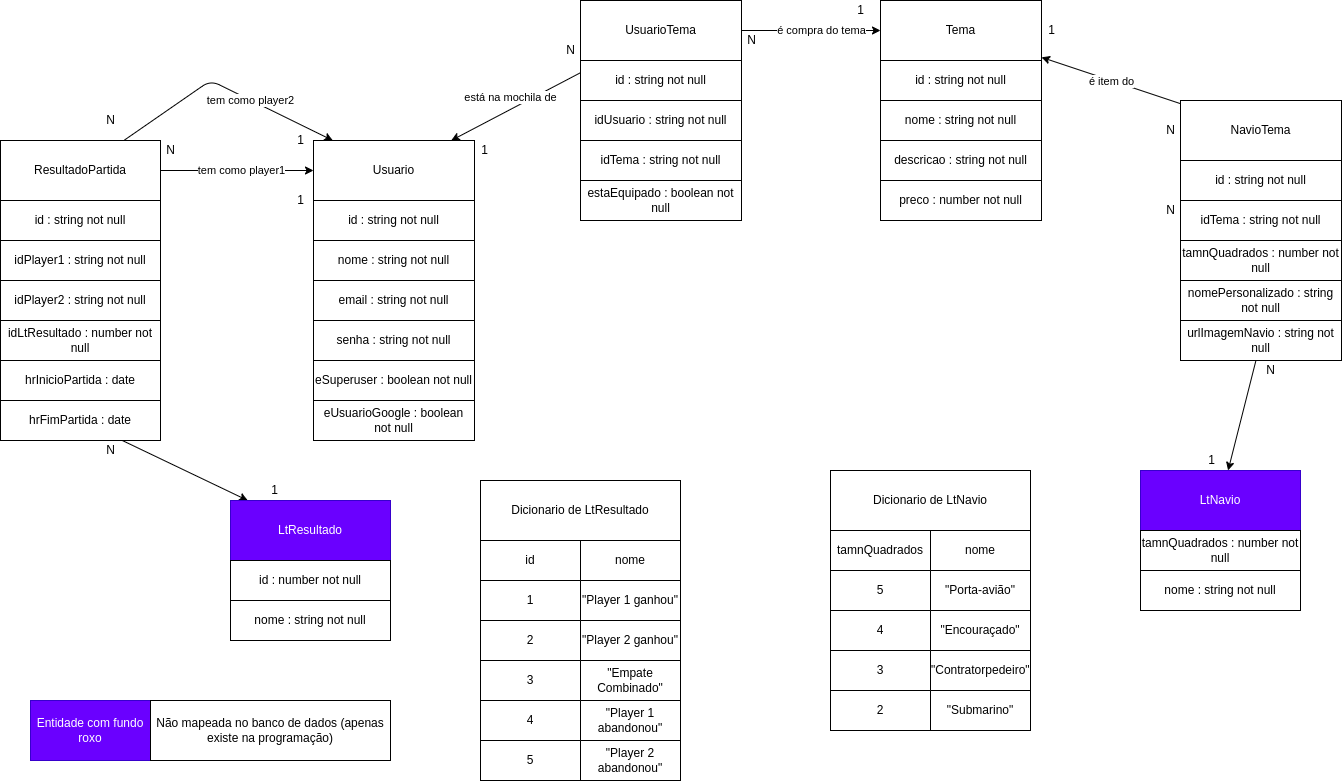 UsuarioTema
id : string not null
idUsuario : string not null
idTema : string not null
estaEquipado : boolean not
null
N
está na mochila de
1
N
é compra do tema
1
Tema
id : string not null
nome : string not null
descricao : string not null
preco : number not null
1
é item do
N
N
NavioTema
id : string not null
idTema : string not null
tamnQuadrados : number not
null
nomePersonalizado : string
not null
urlImagemNavio : string not
null
N
1
N
tem como player2
1
N
tem como player1
1
ResultadoPartida
id : string not null
idPlayer1 : string not null
idPlayer2 : string not null
idLtResultado : number not
null
hrInicioPartida : date
hrFimPartida : date
Usuario
id : string not null
nome : string not null
email : string not null
senha : string not null
eSuperuser : boolean not null
eUsuarioGoogle : boolean
not null
N
1
LtResultado
id : number not null
nome : string not null
Dicionario de LtResultado
id
nome
1
"Player 1 ganhou"
2
"Player 2 ganhou"
3
"Empate
Combinado"
4
"Player 1
abandonou"
5
"Player 2
abandonou"
Dicionario de LtNavio
tamnQuadrados
nome
5
"Porta-avião"
4
"Encouraçado"
3
"Contratorpedeiro"
2
"Submarino"
LtNavio
tamnQuadrados : number not
null
nome : string not null
Entidade com fundo
roxo
Não mapeada no banco de dados (apenas
existe na programação)